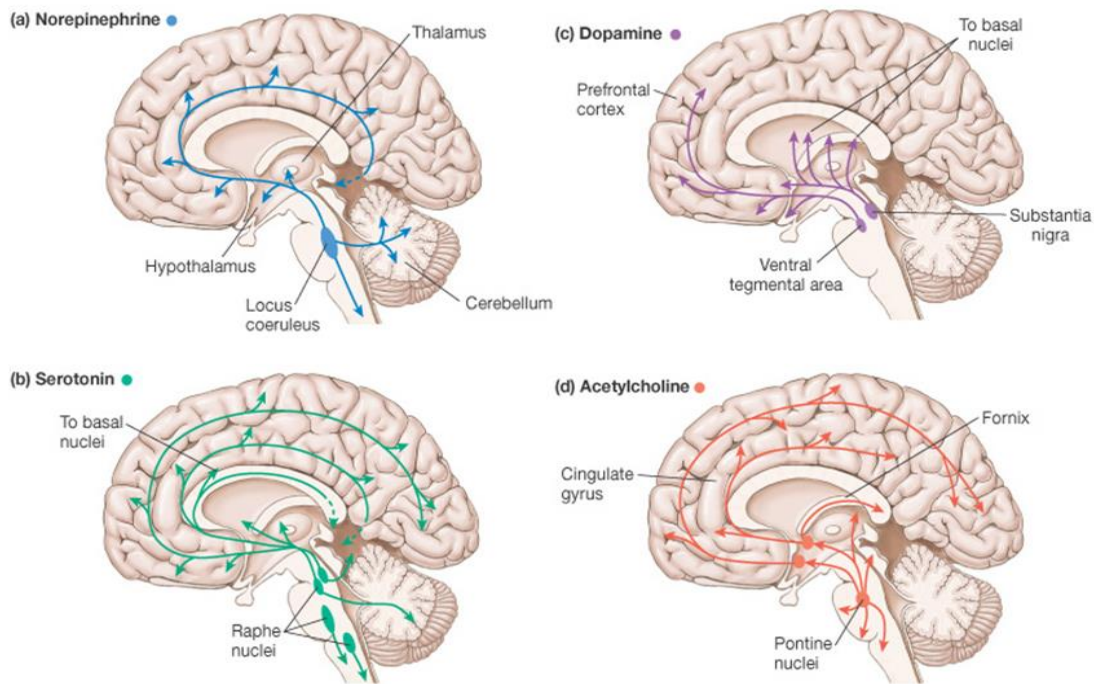 (a) Norepinephrine
Thalamus
Hypothalamus
Locus
coeruleus
Cerebellum
(c) Dopamine
To basal
nuclei
Prefrontal
cortex
Substantia
nigra
Ventral
tegmental area
(b) Serotonin
To basal
nuclei
Raphe
nuclei
(d) Acetylcholine
Fornix
Cingulate
gyrus
Pontine
nuclei